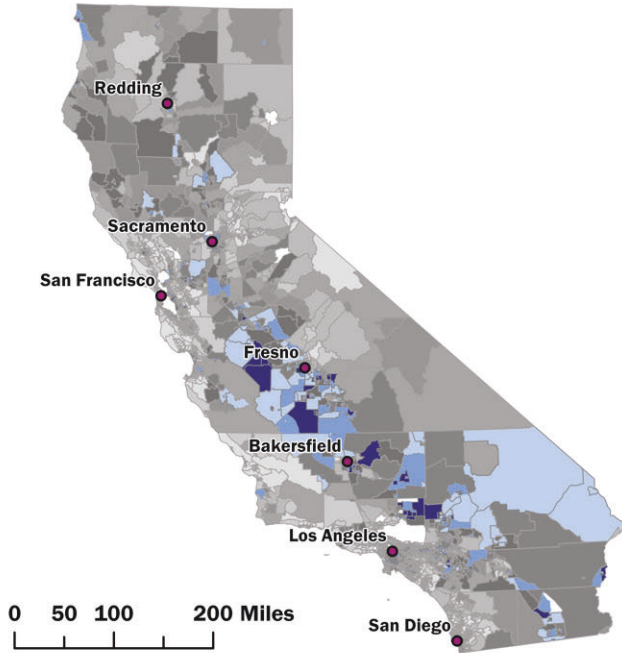 Redding
Sacramento
San Francisco
Fresno
Bakersfield
Los Angeles
San Diego
0 50 100 200 Miles